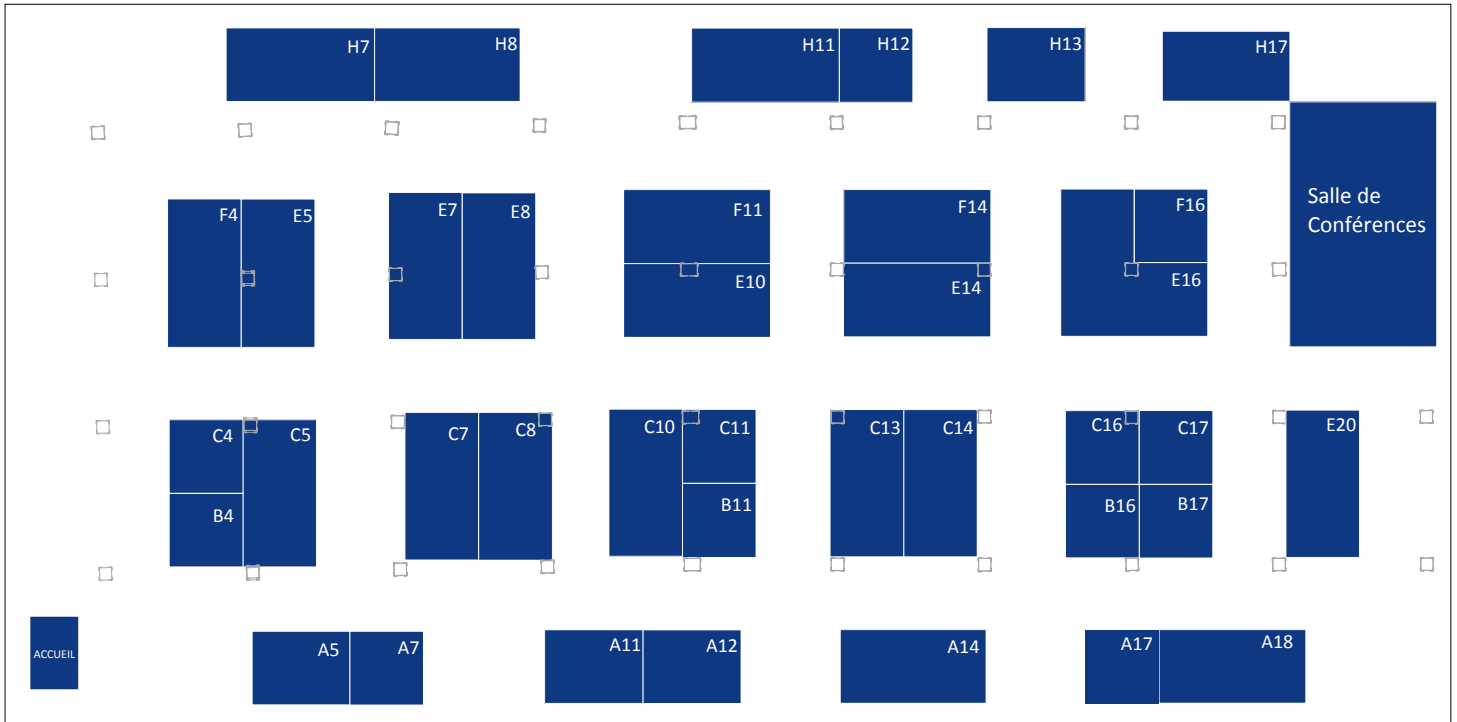 H7
H8
H11
H12
H13
H17
Salle de
Conférences
F4
E5
E7
E8
F11
E10
F14
E14
F16
E16
C4
B4
C5
C7
C8
C10
C11
B11
C13
C14
C16
C17
B16
B17
E20
ACCUEIL
A5
A7
A11
A12
A14
A17
A18